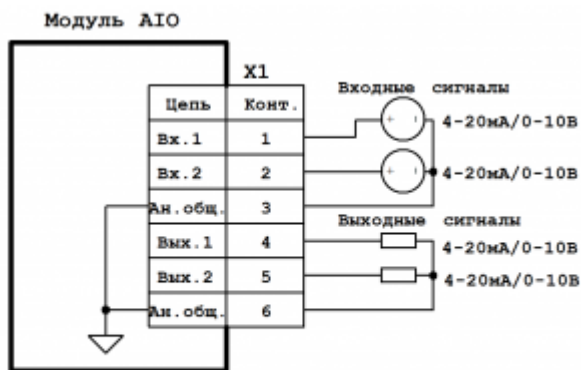 Модуль AIO
X1
Входные сигналы
Цепь Конт.
Вх.1 1 4-20мА/0-10В
Вх.2 2 4-20мА/0-10В
Ан.общ. 3
Выходные сигналы
Вых.1 4 4-20мА/0-10В
Вых.2 5 4-20мА/0-10В
Ан.общ. 6